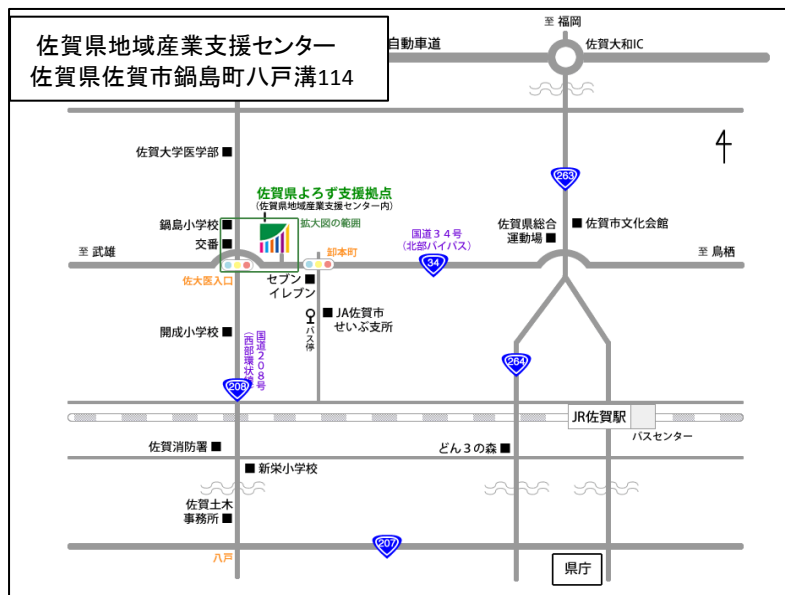 佐賀県地域産業支援センター
佐賀県佐賀市鍋島町八戸溝114
至 福岡
自動車道
佐賀大和IC
佐賀大学医学部
263
佐賀県よろず支援拠点
(佐賀県地域産業支援センター内)
拡大図の範囲
鍋島小学校
交番
国道34号
(北部バイパス)
佐賀県総合
運動場
佐賀市文化会館
至 武雄
卸本町
34
至 鳥栖
佐大医入口
セブン
イレブン
JA佐賀市
せいぶ支所
バス停
開成小学校
国道208号
(西部環状線)
264
208
JR佐賀駅
バスセンター
佐賀消防署
どん3の森
新栄小学校
佐賀土木
事務所
八戸
207
県庁